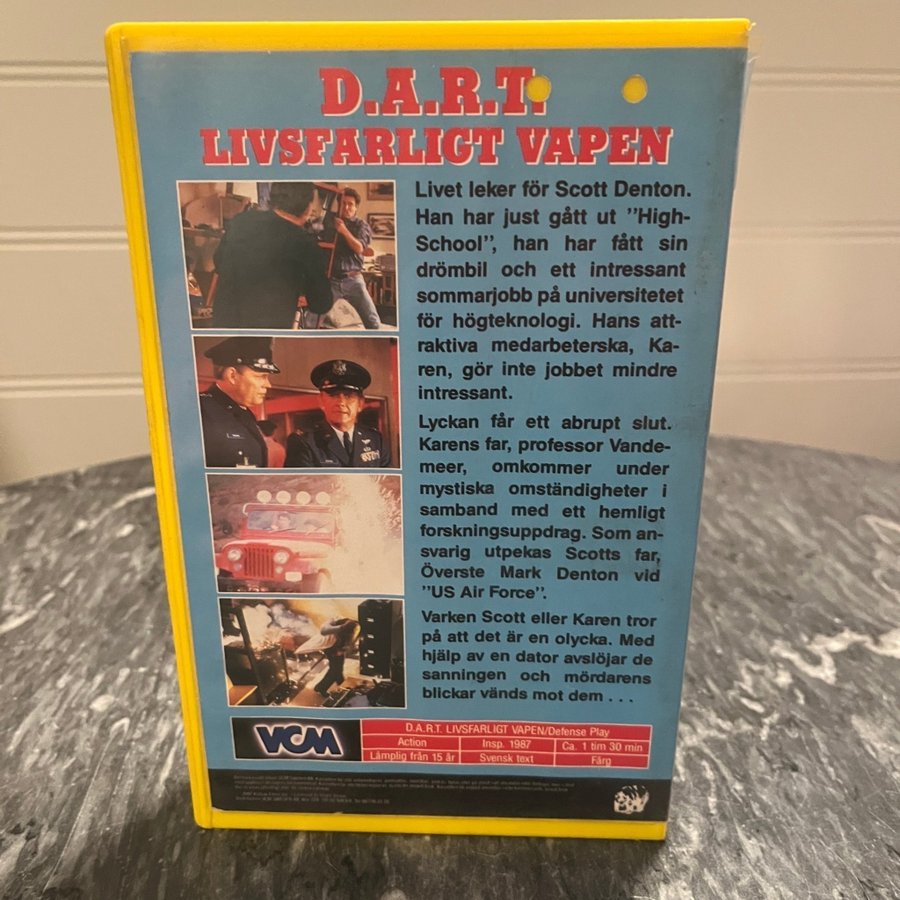 D.A.R.T.
LIVSFARLIGT VAPEN
Livet leker för Scott Denton.
Han har just gått ut "High-
School", han har fått sin
drömbil och ett intressant
sommarjobb på universitetet
för högteknologi. Hans att-
raktiva medarbeterska, Ka-
ren, gör inte jobbet mindre
intressant.
Lyckan får ett abrupt slut.
Karens far, professor Vande-
meer, omkommer under
mystiska omständigheter i
samband med ett hemligt
forskningsuppdrag. Som an-
svarig utpekas Scotts far,
Överste Mark Denton vid
"US Air Force".
Varken Scott eller Karen tror
på att det är en olycka. Med
hjälp av en dator avslöjar de
sanningen och mördarens
blickar vänds mot dem . . .
VCM
D.A.R.T. LIVSFARLIGT VAPEN/Defense Play
Action Insp. 1987 Ca. 1 tim 30 min
Lämplig från 15 år Svensk text Färg